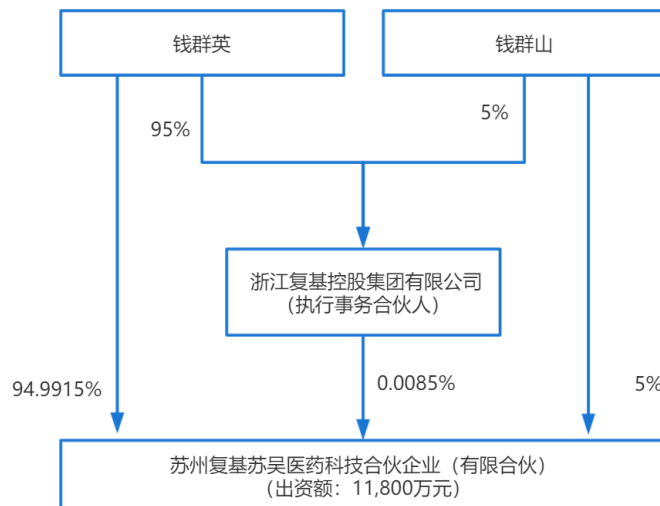 钱群英
钱群山
95%
5%
浙江复基控股集团有限公司
（执行事务合伙人）
94.9915%
0.0085%
5%
苏州复基苏吴医药科技合伙企业（有限合伙）
（出资额：11,800万元）